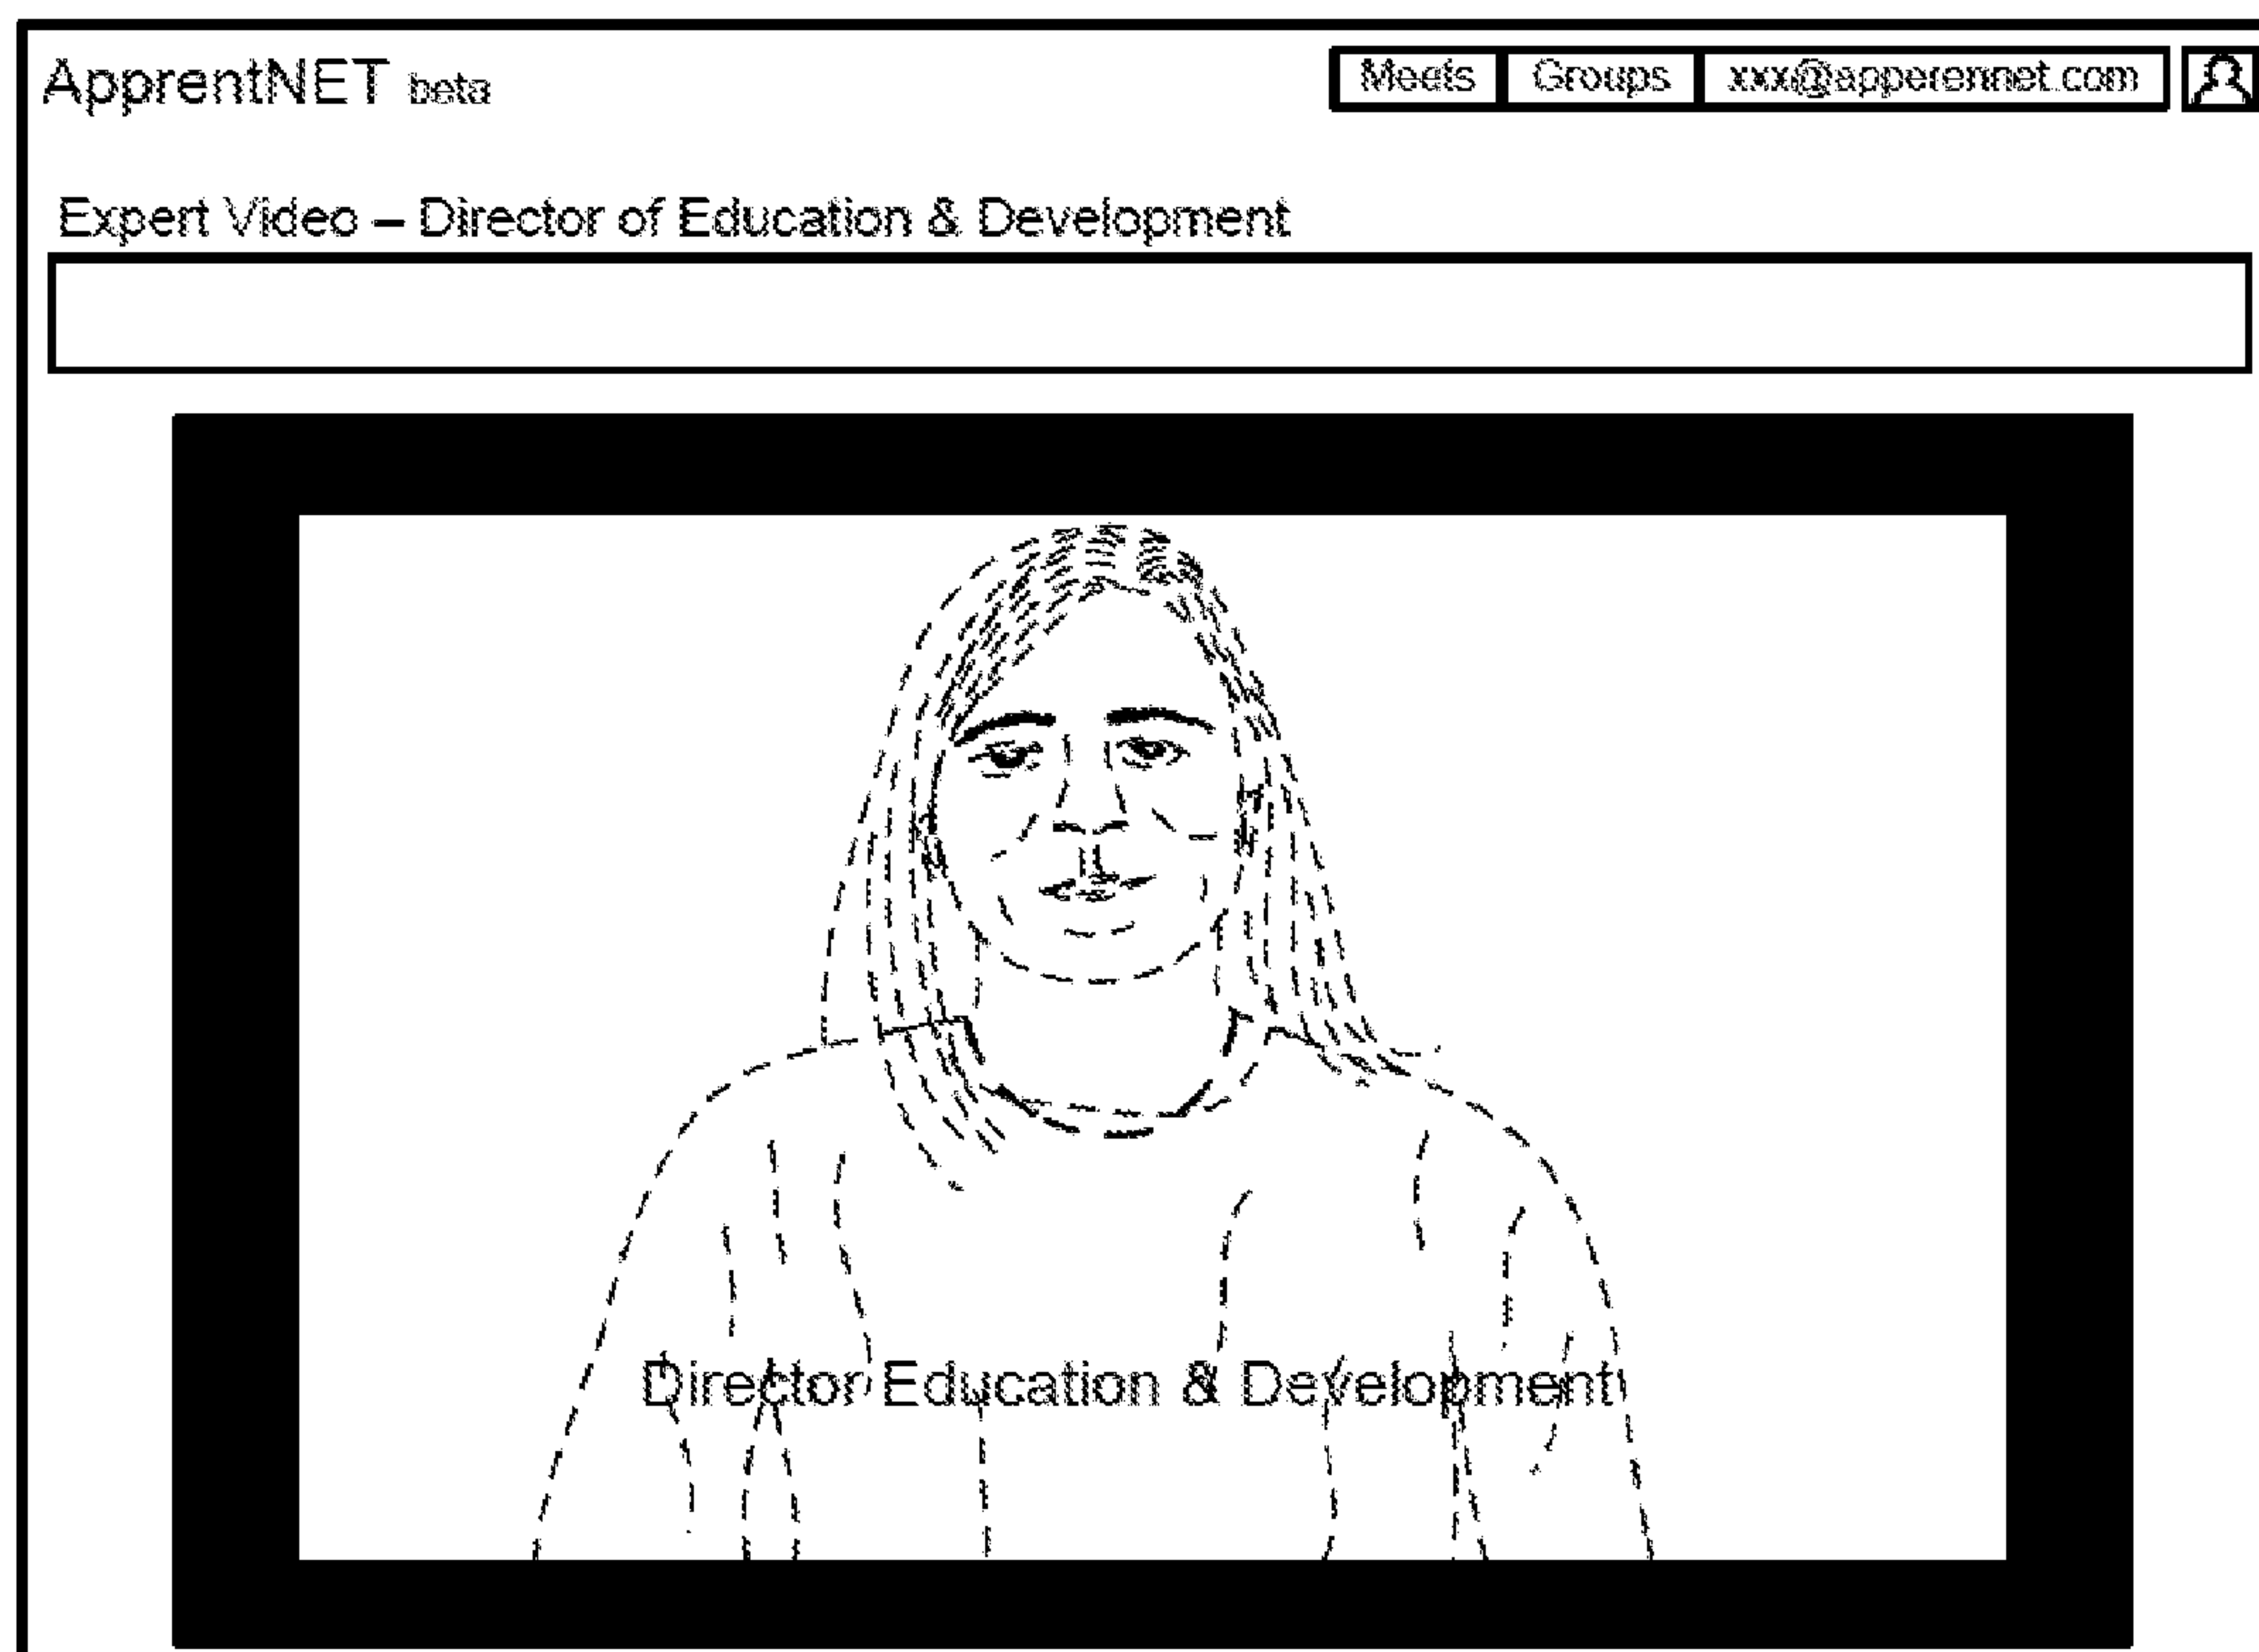 ApprentNET beta
Meets Groups xxx@apperennet.com
Expert Video – Director of Education & Development
Director Education & Development